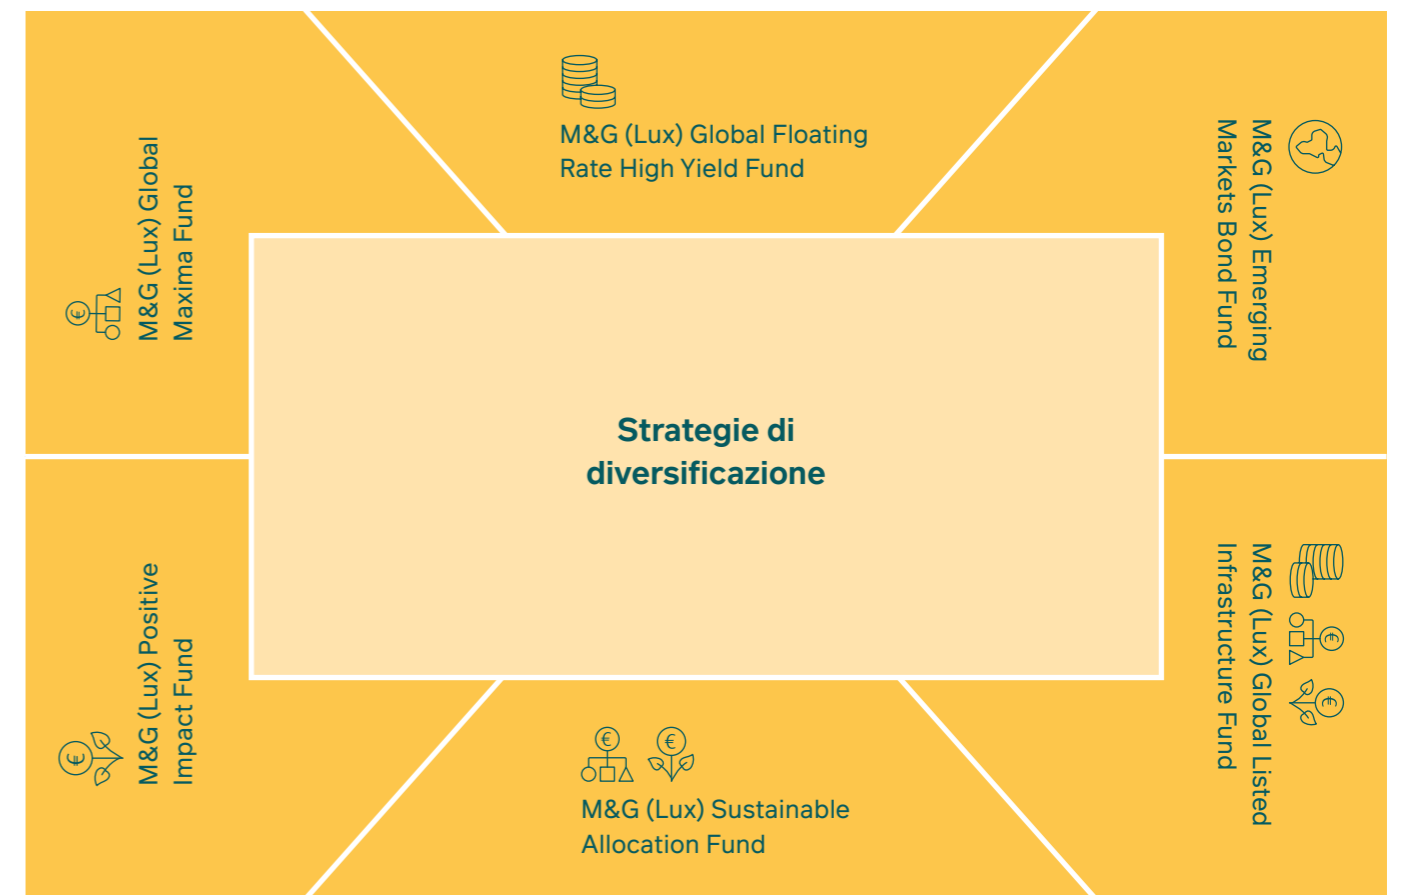 M&G (Lux) Global Floating
Rate High Yield Fund
M&G (Lux) Emerging
Markets Bond Fund
M&G (Lux) Global Listed
Infrastructure Fund
M&G (Lux) Sustainable
Allocation Fund
M&G (Lux) Positive
Impact Fund
M&G (Lux) Global
Maxima Fund
Strategie di
diversificazione